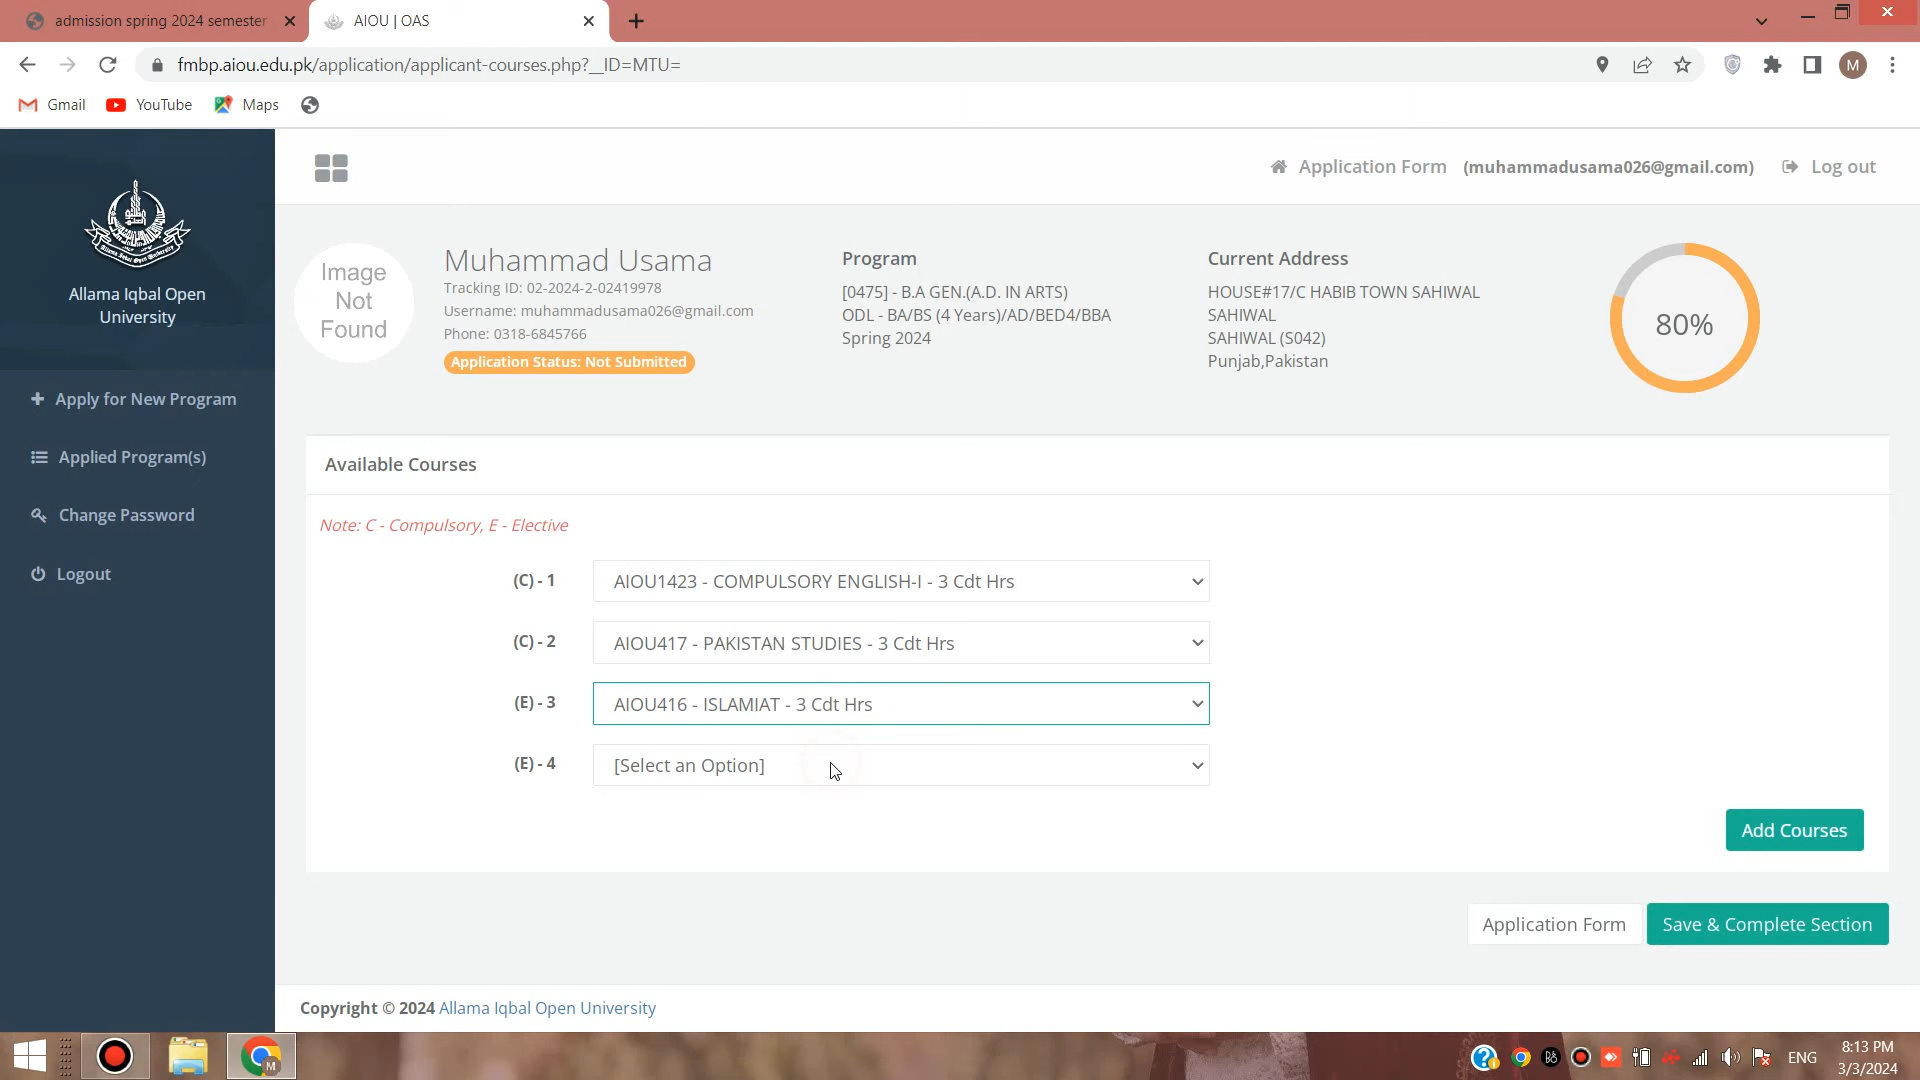 admission spring 2024 semester
AIOU | OAS
fmbp.aiou.edu.pk/application/applicant-courses.php?__ID=MTU=
M
Gmail
YouTube
Maps
Allama Iqbal Open
University
Apply for New Program
Applied Program(s)
Change Password
Logout
Application Form
(muhammadusama026@gmail.com)
Log out
Image
Not
Found
Muhammad Usama
Tracking ID: 02-2024-2-02419978
Username: muhammadusama026@gmail.com
Phone: 0318-6845766
Application Status: Not Submitted
Program
[0475] - B.A GEN.(A.D. IN ARTS)
ODL - BA/BS (4 Years)/AD/BED4/BBA
Spring 2024
Current Address
HOUSE#17/C HABIB TOWN SAHIWAL
SAHIWAL
SAHIWAL (S042)
Punjab,Pakistan
80%
Available Courses
Note: C - Compulsory, E - Elective
(C) - 1 AIOU1423 - COMPULSORY ENGLISH-I - 3 Cdt Hrs
(C) - 2 AIOU417 - PAKISTAN STUDIES - 3 Cdt Hrs
(E) - 3 AIOU416 - ISLAMIAT - 3 Cdt Hrs
(E) - 4 [Select an Option]
Add Courses
Application Form
Save & Complete Section
Copyright © 2024 Allama Iqbal Open University
M
ENG
8:13 PM
3/3/2024